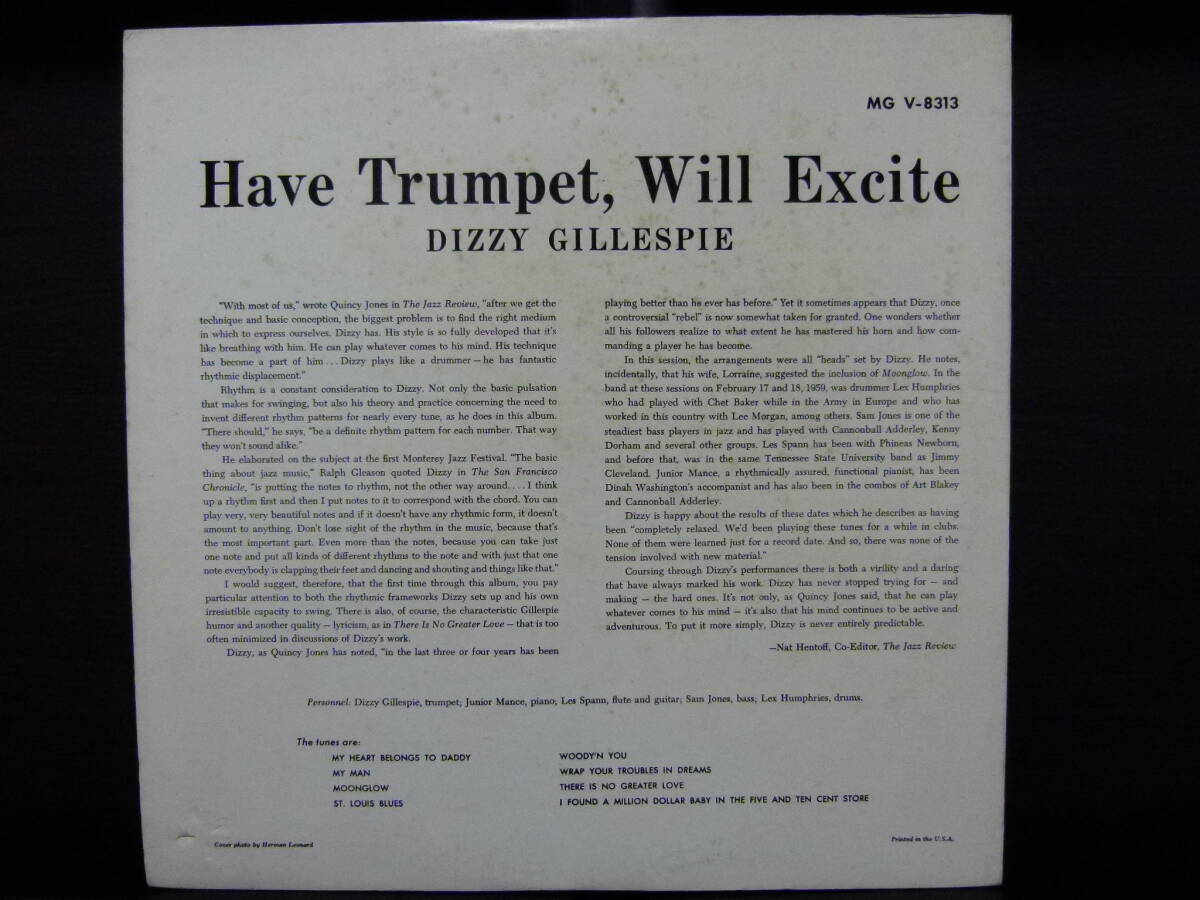 MG V-8313
Have Trumpet, Will Excite
DIZZY GILLESPIE
"With most of us," wrote Quincy Jones in The Jazz Review, "after we get the
technique and basic conception, the biggest problem is to find the right medium
in which to express ourselves. Dizzy has. His style is so fully developed that it's
like breathing with him. He can play whatever comes to his mind. His technique
has become a part of him . . . Dizzy plays like a drummer – he has fantastic
rhythmic displacement."
Rhythm is a constant consideration to Dizzy. Not only the basic pulsation
that makes for swinging, but also his theory and practice concerning the need to
invent different rhythm patterns for nearly every tune, as he does in this album.
"There should," he says, "be a definite rhythm pattern for each number. That way
they won't sound alike."
He elaborated on the subject at the first Monterey Jazz Festival. "The basic
thing about jazz music," Ralph Gleason quoted Dizzy in The San Francisco
Chronicle, "is putting the notes to rhythm, not the other way around. . . . I think
up a rhythm first and then I put notes to it to correspond with the chord. You can
play very, very beautiful notes and if it doesn't have any rhythmic form, it doesn't
amount to anything. Don't lose sight of the rhythm in the music, because that's
the most important part. Even more than the notes, because you can take just
one note and put all kinds of different rhythms to the note and with just that one
note everybody is clapping their feet and dancing and shouting and things like that."
I would suggest, therefore, that the first time through this album, you pay
particular attention to both the rhythmic frameworks Dizzy sets up and his own
irresistible capacity to swing. There is also, of course, the characteristic Gillespie
humor and another quality – lyricism, as in There Is No Greater Love – that is too
often minimized in discussions of Dizzy's work.
Dizzy, as Quincy Jones has noted, "in the last three or four years has been
playing better than he ever has before." Yet it sometimes appears that Dizzy, once
a controversial "rebel" is now somewhat taken for granted. One wonders whether
all his followers realize to what extent he has mastered his horn and how com-
manding a player he has become.
In this session, the arrangements were all "heads" set by Dizzy. He notes,
incidentally, that his wife, Lorraine, suggested the inclusion of Moonglow. In the
band at these sessions on February 17 and 18, 1959, was drummer Lex Humphries
who had played with Chet Baker while in the Army in Europe and who has
worked in this country with Lee Morgan, among others. Sam Jones is one of the
steadiest bass players in jazz and has played with Cannonball Adderley, Kenny
Dorham and several other groups. Les Spann has been with Phineas Newborn,
and before that, was in the same Tennessee State University band as Jimmy
Cleveland. Junior Mance, a rhythmically assured, functional pianist, has been
Dinah Washington's accompanist and has also been in the combos of Art Blakey
and Cannonball Adderley.
Dizzy is happy about the results of these dates which he describes as having
been "completely relaxed. We'd been playing these tunes for a while in clubs.
None of them were learned just for a record date. And so, there was none of the
tension involved with new material."
Coursing through Dizzy's performances there is both a virility and a daring
that have always marked his work. Dizzy has never stopped trying for – and
making – the hard ones. It's not only, as Quincy Jones said, that he can play
whatever comes to his mind – it's also that his mind continues to be active and
adventurous. To put it more simply, Dizzy is never entirely predictable.
—Nat Hentoff, Co-Editor, The Jazz Review
Personnel: Dizzy Gillespie, trumpet; Junior Mance, piano; Les Spann, flute and guitar; Sam Jones, bass; Lex Humphries, drums.
The tunes are:
MY HEART BELONGS TO DADDY
MY MAN
MOONGLOW
ST. LOUIS BLUES
WOODY'N YOU
WRAP YOUR TROUBLES IN DREAMS
THERE IS NO GREATER LOVE
I FOUND A MILLION DOLLAR BABY IN THE FIVE AND TEN CENT STORE
Cover photo by Herman Leonard
Printed in the U.S.A.